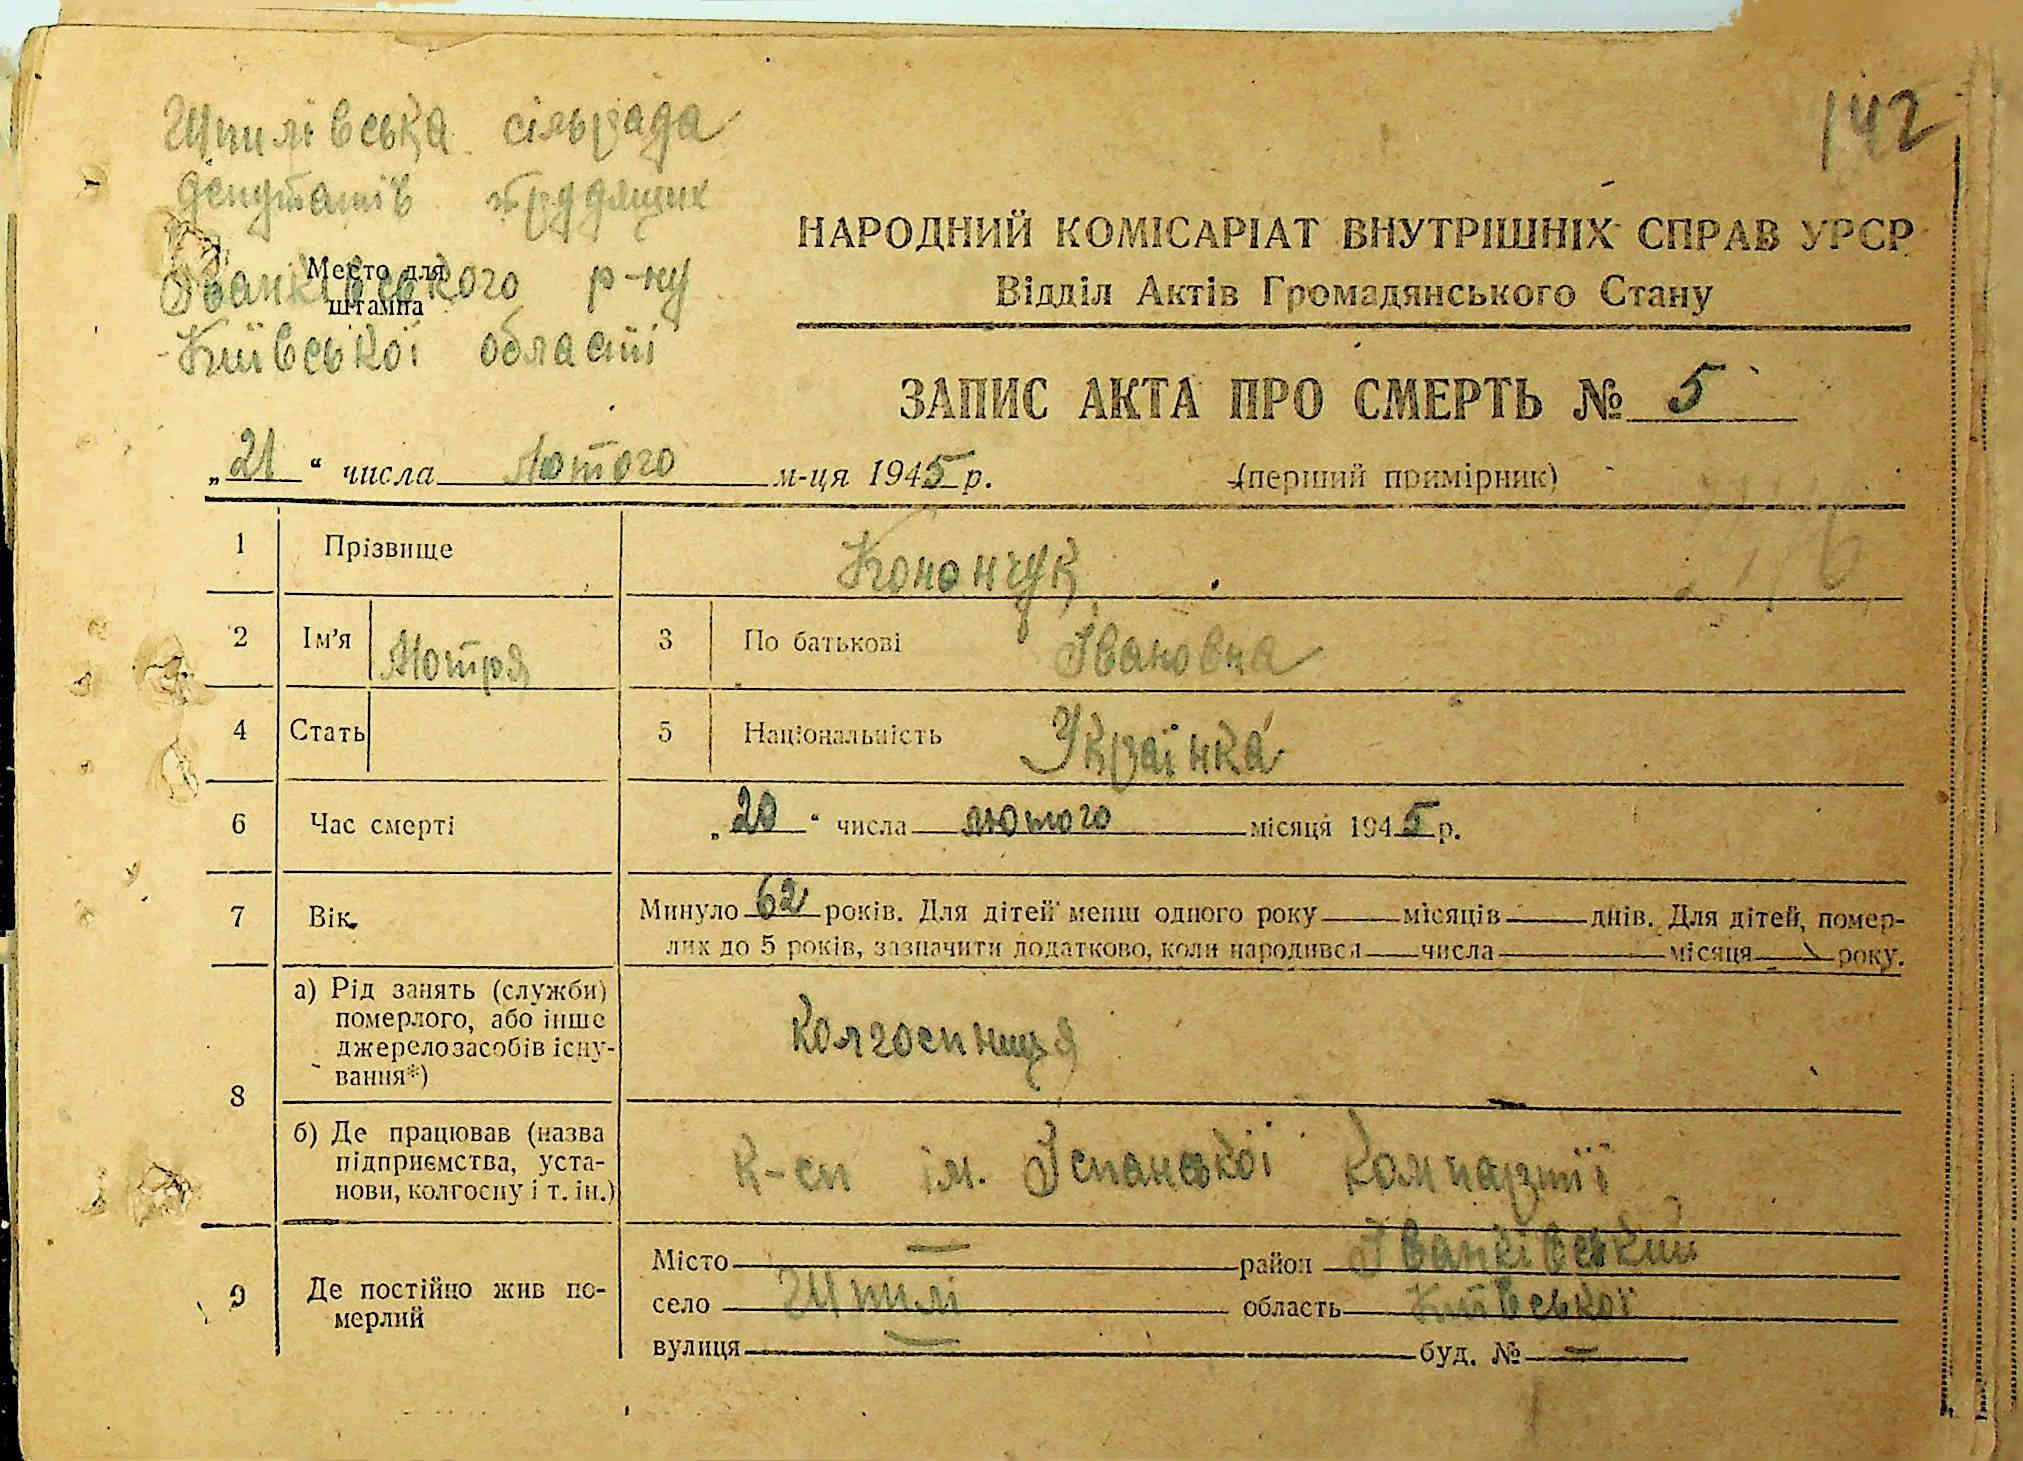 142
Шпилівська сільрада
депутатів трудящих
Іванківського р-ну
Київської області
Место для
штампа
НАРОДНИЙ КОМІСАРІАТ ВНУТРІШНІХ СПРАВ УРСР
Відділ Актів Громадянського Стану
ЗАПИС АКТА ПРО СМЕРТЬ № 5
„21“ числа Лютого м-ця 1945 р. (перший примірник)
1 Прізвище Конончук
2 Ім'я Мотря 3 По батькові Івановна
4 Стать 5 Національність Українка
6 Час смерті „20“ числа лютого місяця 1945 р.
7 Вік Минуло 62 років. Для дітей менш одного року — місяців — днів. Для дітей, помер-
лих до 5 років, зазначити додатково, коли народився — числа — місяця — року.
8 а) Рід занять (служби)
померлого, або інше
джерело засобів існу-
вання*)
колгоспниця
б) Де працював (назва
підприємства, уста-
нови, колгоспу і т. ін.)
к-сп ім. Іспанської Компартії
9 Де постійно жив по-
мерлий
Місто — район Іванківський
село Шпилі область Київської
вулиця — буд. № —